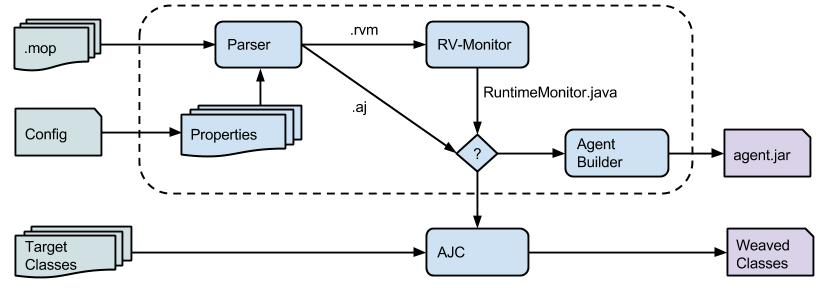 .rvm
.mop
Parser
RV-Monitor
RuntimeMonitor.java
.aj
Config
Properties
?
Agent
Builder
agent.jar
Target
Classes
AJC
Weaved
Classes